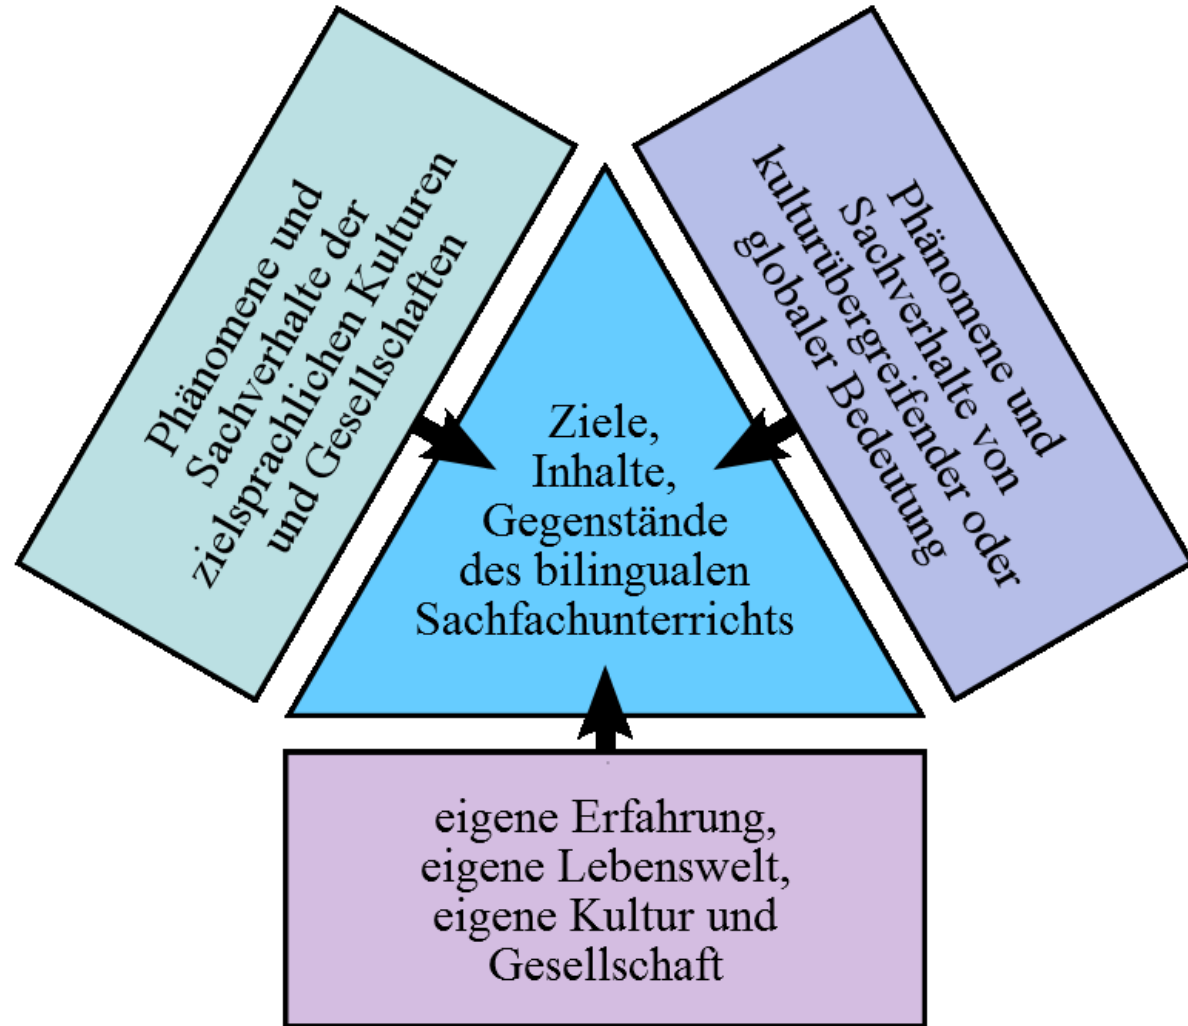 Phänomene und
Sachverhalte der
zielsprachlichen Kulturen
und Gesellschaften
Phänomene und
Sachverhalte von
kulturübergreifender oder
globaler Bedeutung
Ziele,
Inhalte,
Gegenstände
des bilingualen
Sachfachunterrichts
eigene Erfahrung,
eigene Lebenswelt,
eigene Kultur und
Gesellschaft